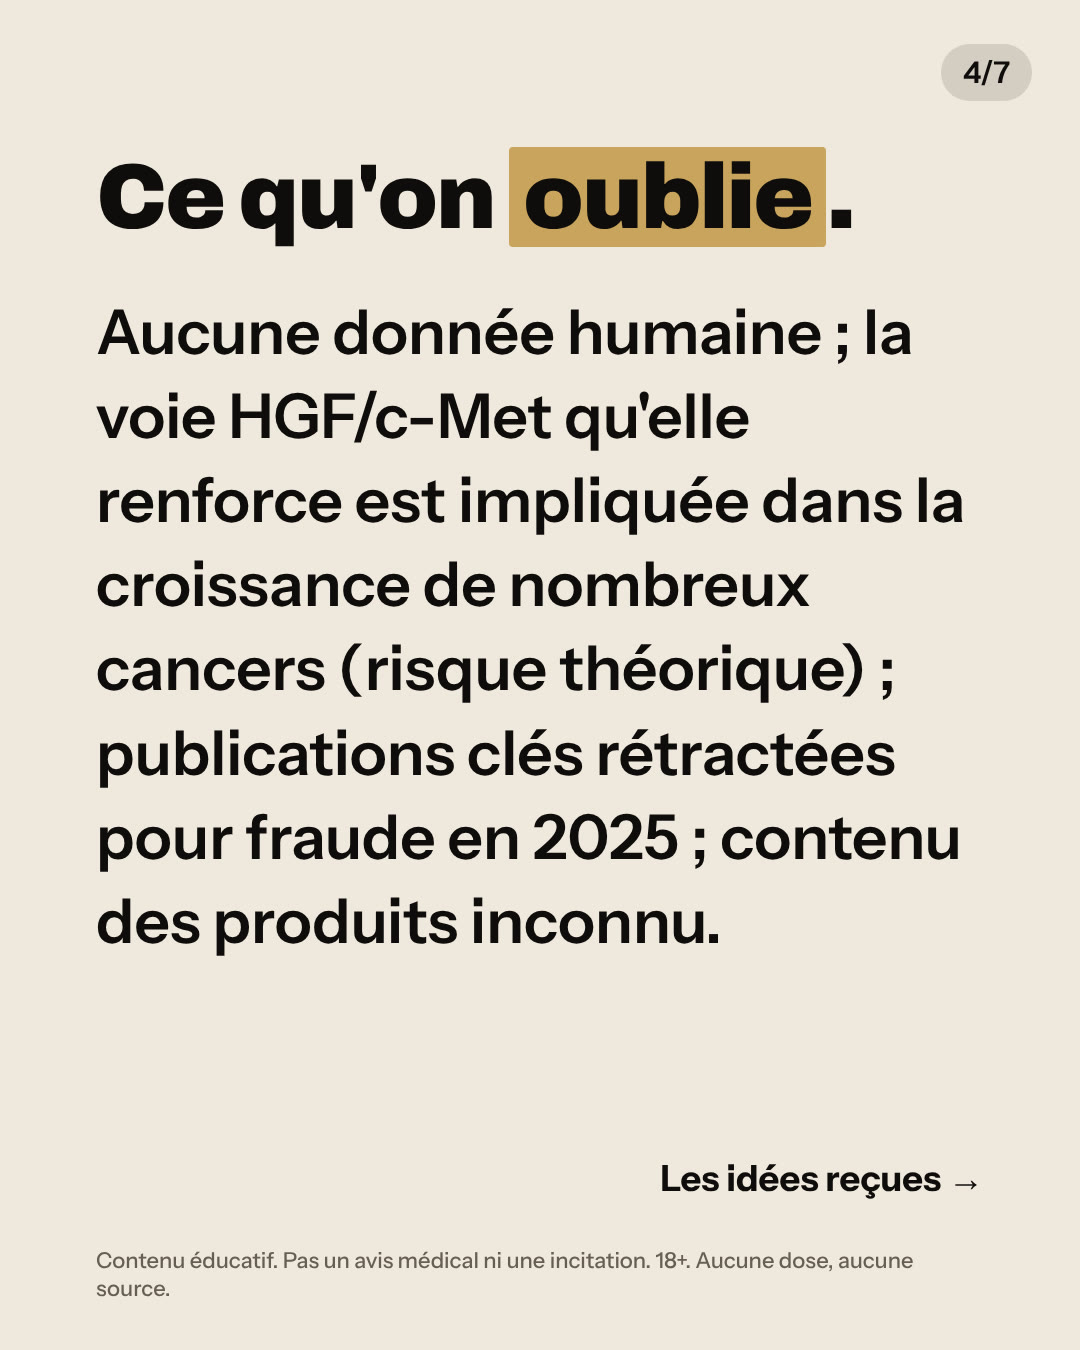 4/7
Ce qu'on oublie.
Aucune donnée humaine ; la
voie HGF/c-Met qu'elle
renforce est impliquée dans la
croissance de nombreux
cancers (risque théorique) ;
publications clés rétractées
pour fraude en 2025 ; contenu
des produits inconnu.
Les idées reçues →
Contenu éducatif. Pas un avis médical ni une incitation. 18+. Aucune dose, aucune
source.